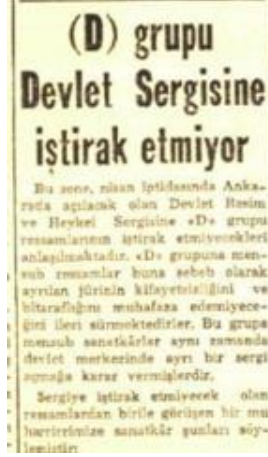 (D) grupu
Devlet Sergisine
iştirak etmiyor
Bu sene, nisan iptidasında Anka-
rada açılacak olan Devlet Resim
ve Heykel Sergisine «D» grupu
ressamlarının iştirak etmiyecekleri
anlaşılmaktadır. «D» grupuna men-
sub ressamlar buna sebeb olarak
ayrılan jürinin kifayetsizliğini ve
bitaraflığını muhafaza edemiyece-
ğini ileri sürmektedirler. Bu grupa
mensub sanatkârlar aynı zamanda
devlet merkezinde ayrı bir sergi
açmağa karar vermişlerdir.
Sergiye iştirak etmiyecek olan
ressamlardan birile görüşen bir mu
harririmize sanatkâr şunları söy-
lemiştir: